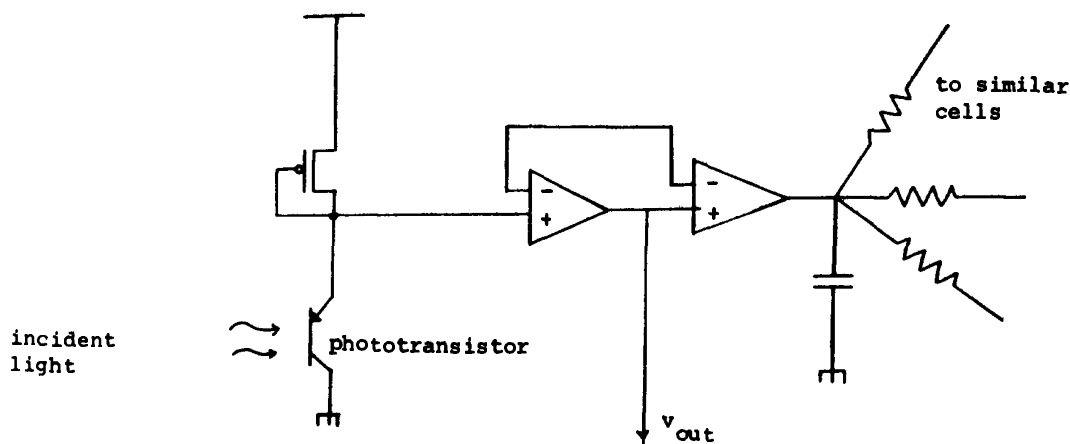 to similar
cells
-
+
-
+
incident
light
phototransistor
v out